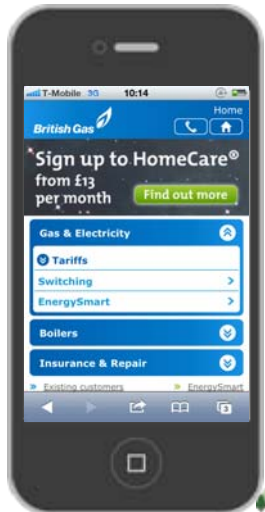 T-Mobile 3G 10:14
Home
British Gas
Sign up to HomeCare®
from £13
per month
Find out more
Gas & Electricity
Tariffs
Switching
EnergySmart
Boilers
Insurance & Repair
Existing customers EnergySmart
3